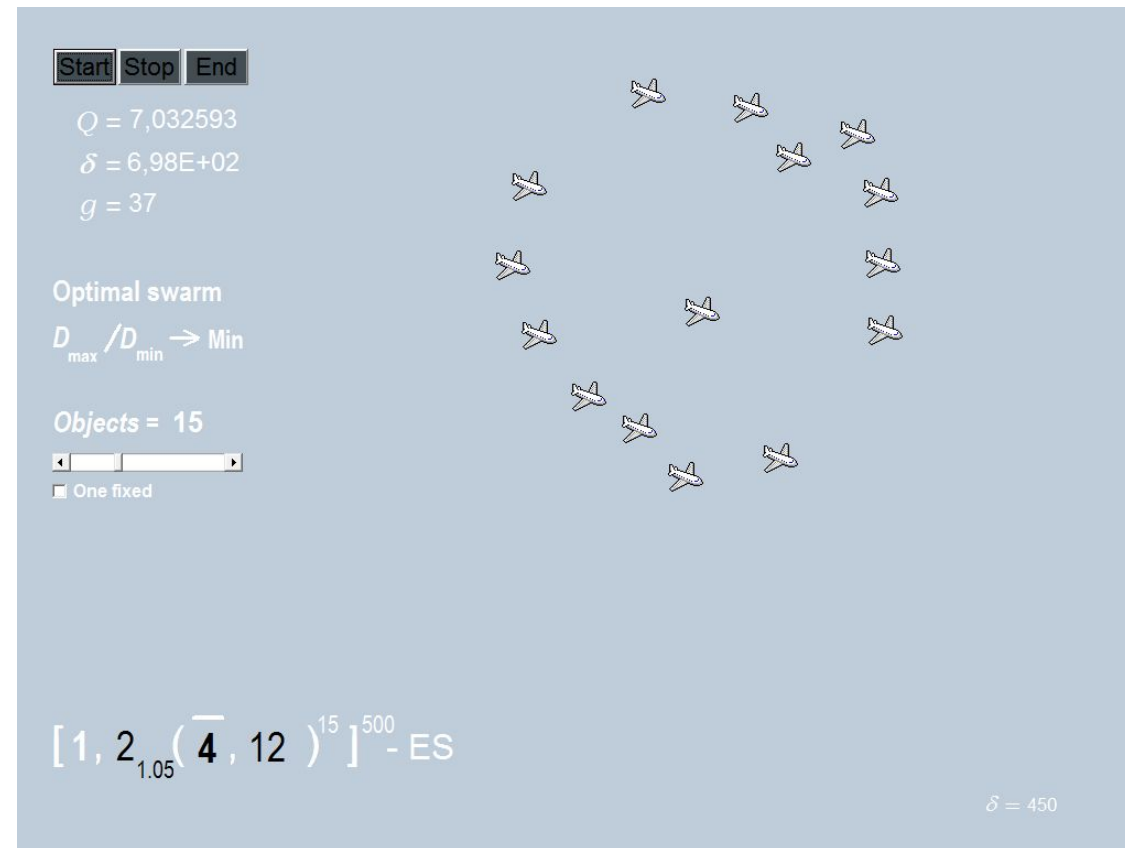 Start Stop End
Q = 7,032593
δ = 6,98E+02
g = 37
Optimal swarm
D max /D min → Min
Objects = 15
One fixed
[ 1, 2 1.05 ( 4̅ , 12 ) 15 ] 500 - ES
δ = 450